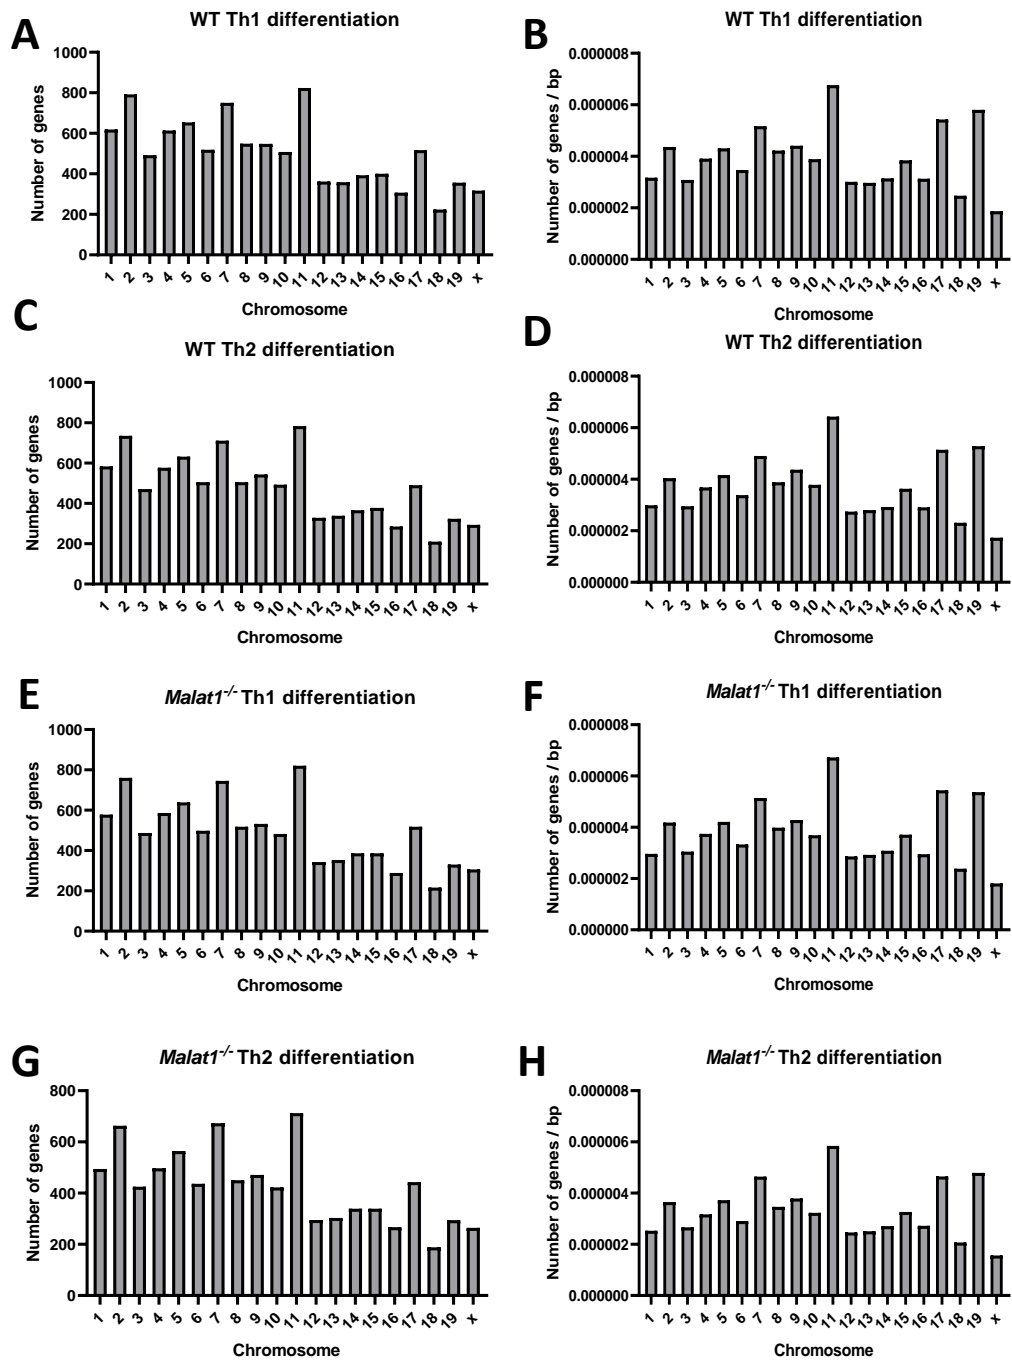 A
WT Th1 differentiation
Number of genes
1000
800
600
400
200
0
1 2 3 4 5 6 7 8 9 10 11 12 13 14 15 16 17 18 19 x
Chromosome
B
WT Th1 differentiation
Number of genes / bp
0.000008
0.000006
0.000004
0.000002
0.000000
1 2 3 4 5 6 7 8 9 10 11 12 13 14 15 16 17 18 19 x
Chromosome
C
WT Th2 differentiation
Number of genes
1000
800
600
400
200
0
1 2 3 4 5 6 7 8 9 10 11 12 13 14 15 16 17 18 19 x
Chromosome
D
WT Th2 differentiation
Number of genes / bp
0.000008
0.000006
0.000004
0.000002
0.000000
1 2 3 4 5 6 7 8 9 10 11 12 13 14 15 16 17 18 19 x
Chromosome
E
Malat1-/- Th1 differentiation
Number of genes
1000
800
600
400
200
0
1 2 3 4 5 6 7 8 9 10 11 12 13 14 15 16 17 18 19 x
Chromosome
F
Malat1-/- Th1 differentiation
Number of genes / bp
0.000008
0.000006
0.000004
0.000002
0.000000
1 2 3 4 5 6 7 8 9 10 11 12 13 14 15 16 17 18 19 x
Chromosome
G
Malat1-/- Th2 differentiation
Number of genes
800
600
400
200
0
1 2 3 4 5 6 7 8 9 10 11 12 13 14 15 16 17 18 19 x
Chromosome
H
Malat1-/- Th2 differentiation
Number of genes / bp
0.000008
0.000006
0.000004
0.000002
0.000000
1 2 3 4 5 6 7 8 9 10 11 12 13 14 15 16 17 18 19 x
Chromosome